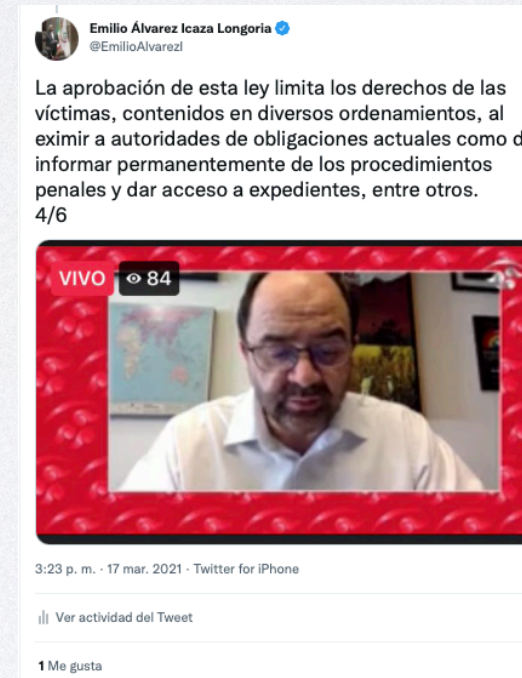 Emilio Álvarez Icaza Longoria
@EmilioAlvarezI
La aprobación de esta ley limita los derechos de las
víctimas, contenidos en diversos ordenamientos, al
eximir a autoridades de obligaciones actuales como
informar permanentemente de los procedimientos
penales y dar acceso a expedientes, entre otros.
4/6
VIVO 84
3:23 p. m. · 17 mar. 2021 · Twitter for iPhone
Ver actividad del Tweet
1 Me gusta